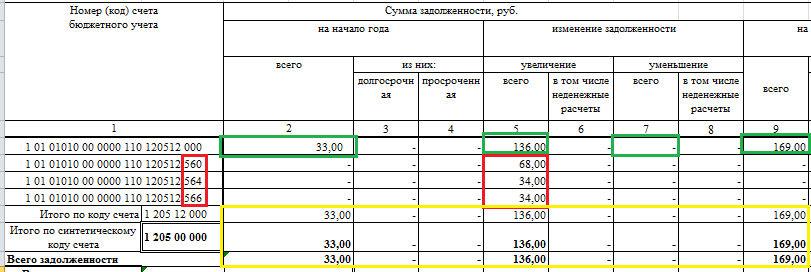 Номер (код) счета
бюджетного учета
Сумма задолженности, руб.
на начало года
изменение задолженности
на
всего
из них:
увеличение
уменьшение
всего
долгосрочн
ая
просроченн
ая
всего
в том числе
неденежные
расчеты
всего
в том числе
неденежные
расчеты
1 2 3 4 5 6 7 8 9
1 01 01010 00 0000 110 120512 000 33,00 - - 136,00 - - - 169,00
1 01 01010 00 0000 110 120512 560 - - - 68,00 - - - -
1 01 01010 00 0000 110 120512 564 - - - 34,00 - - - -
1 01 01010 00 0000 110 120512 566 - - - 34,00 - - - -
Итого по коду счета 1 205 12 000 33,00 - - 136,00 - - - 169,00
Итого по синтетическому
коду счета 1 205 00 000 33,00 - - 136,00 - - - 169,00
Всего задолженности 33,00 - - 136,00 - - - 169,00